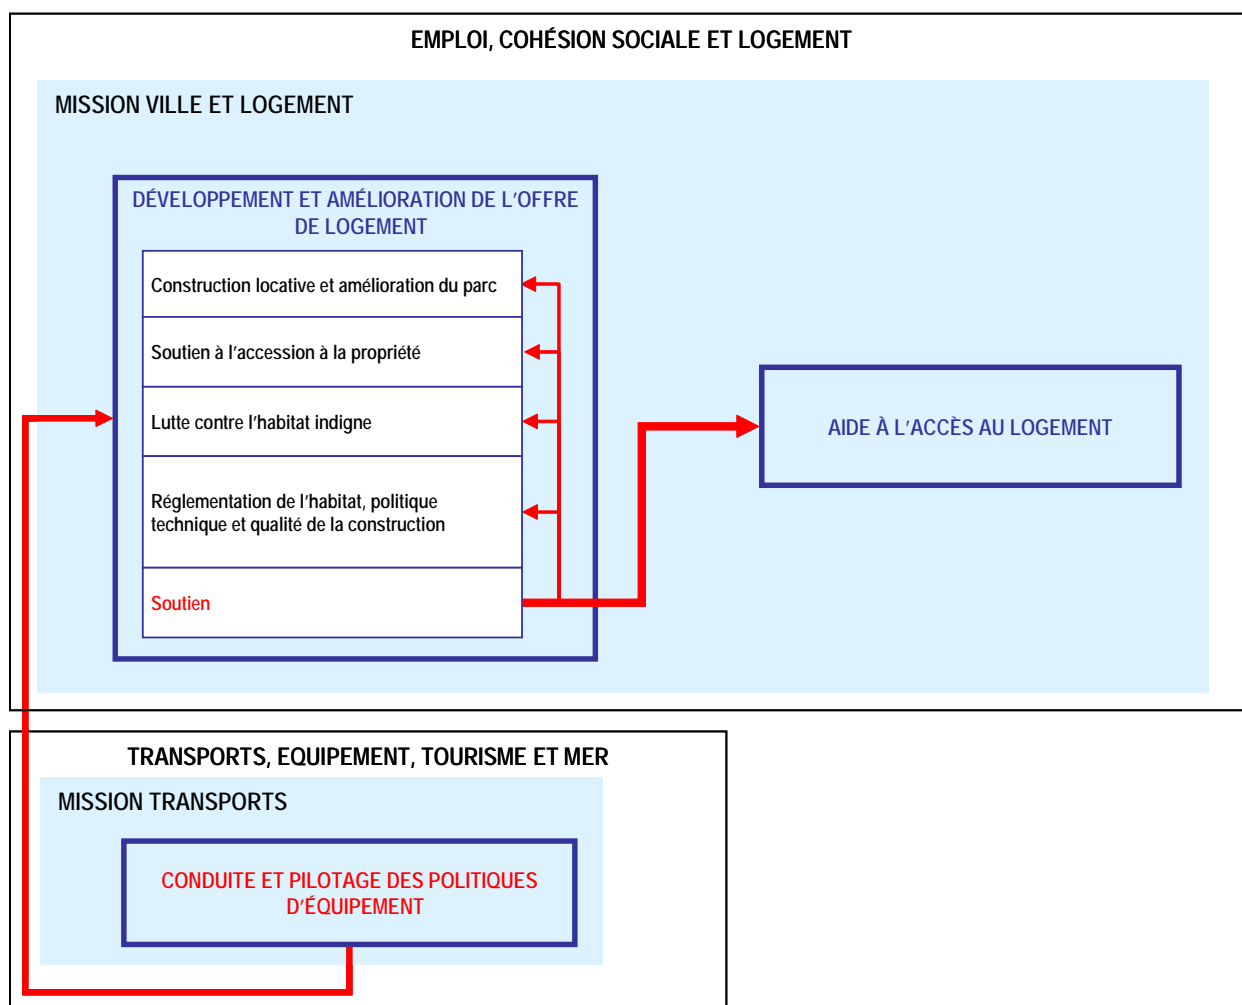 EMPLOI, COHÉSION SOCIALE ET LOGEMENT
MISSION VILLE ET LOGEMENT
DÉVELOPPEMENT ET AMÉLIORATION DE L'OFFRE
DE LOGEMENT
Construction locative et amélioration du parc
Soutien à l'accession à la propriété
Lutte contre l'habitat indigne
Réglementation de l'habitat, politique
technique et qualité de la construction
Soutien
AIDE À L'ACCÈS AU LOGEMENT
TRANSPORTS, EQUIPEMENT, TOURISME ET MER
MISSION TRANSPORTS
CONDUITE ET PILOTAGE DES POLITIQUES
D'ÉQUIPEMENT